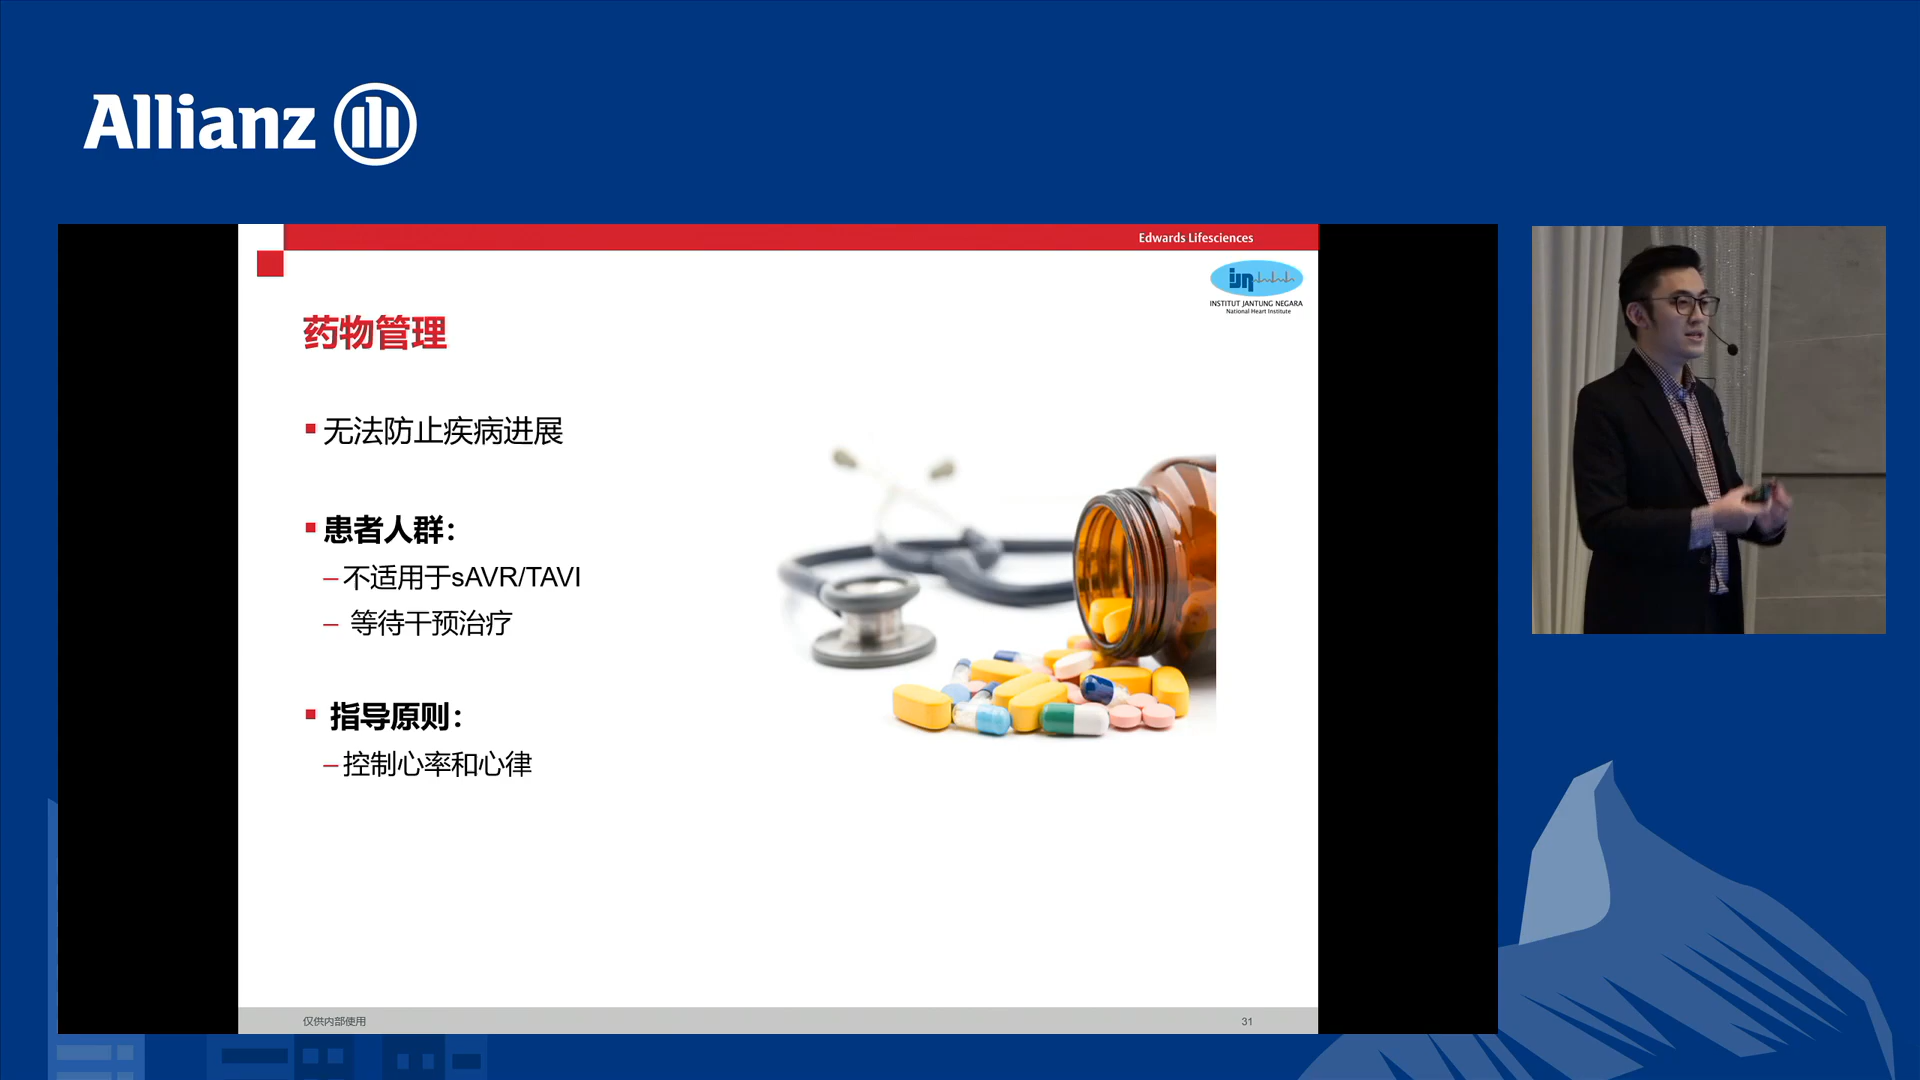 Allianz
Edwards Lifesciences
ijn
INSTITUT JANTUNG NEGARA
National Heart Institute
药物管理
无法防止疾病进展
患者人群：
–不适用于sAVR/TAVI
– 等待干预治疗
指导原则：
–控制心率和心律
仅供内部使用
31